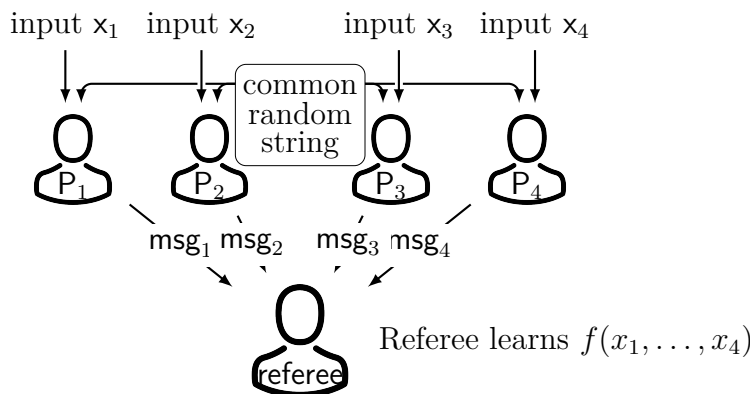 input x₁ input x₂ input x₃ input x₄
common
random
string
P₁ P₂ P₃ P₄
msg₁ msg₂ msg₃ msg₄
Referee learns f(x₁, . . . , x₄)
referee